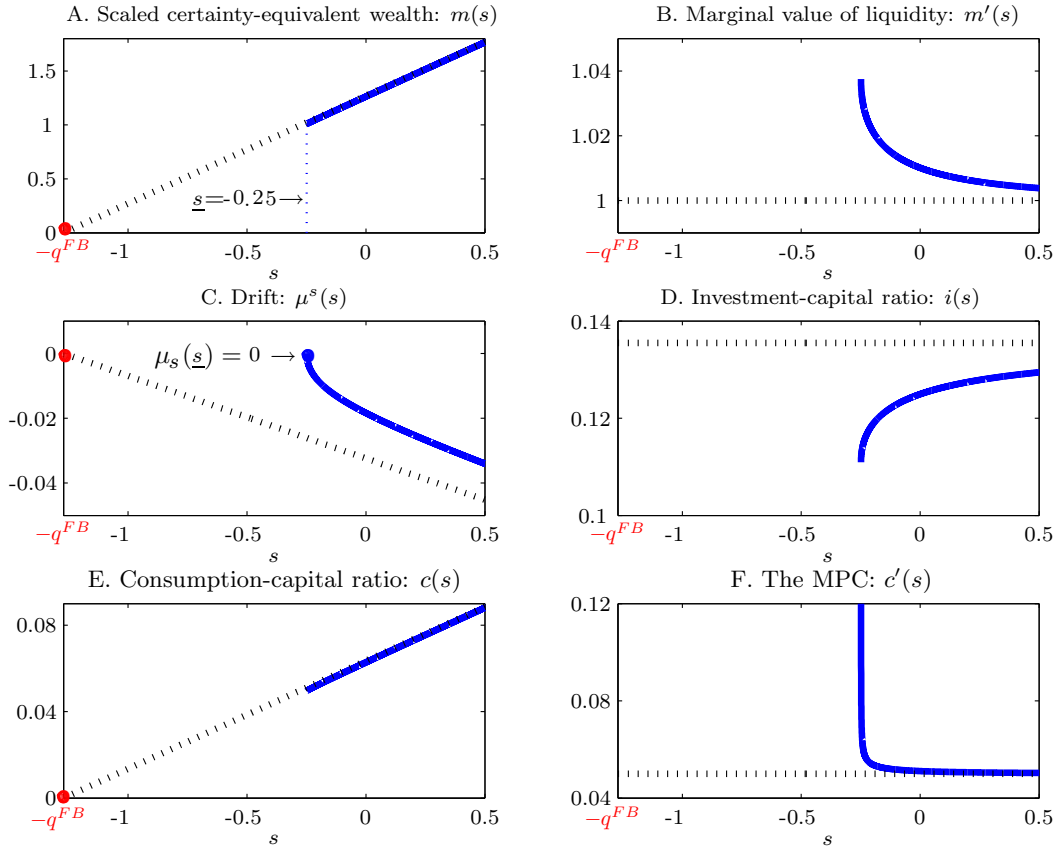 A. Scaled certainty-equivalent wealth: m(s)
1.5
1
0.5
0
s̲=-0.25→
−q^{FB}
-1
-0.5
0
0.5
s
B. Marginal value of liquidity: m′(s)
1.04
1.02
1
−q^{FB}
-1
-0.5
0
0.5
s
C. Drift: μ^s(s)
0
-0.02
-0.04
μ_s(s̲) = 0 →
−q^{FB}
-1
-0.5
0
0.5
s
D. Investment-capital ratio: i(s)
0.14
0.12
0.1
−q^{FB}
-1
-0.5
0
0.5
s
E. Consumption-capital ratio: c(s)
0.08
0.04
0
−q^{FB}
-1
-0.5
0
0.5
s
F. The MPC: c′(s)
0.12
0.08
0.04
−q^{FB}
-1
-0.5
0
0.5
s